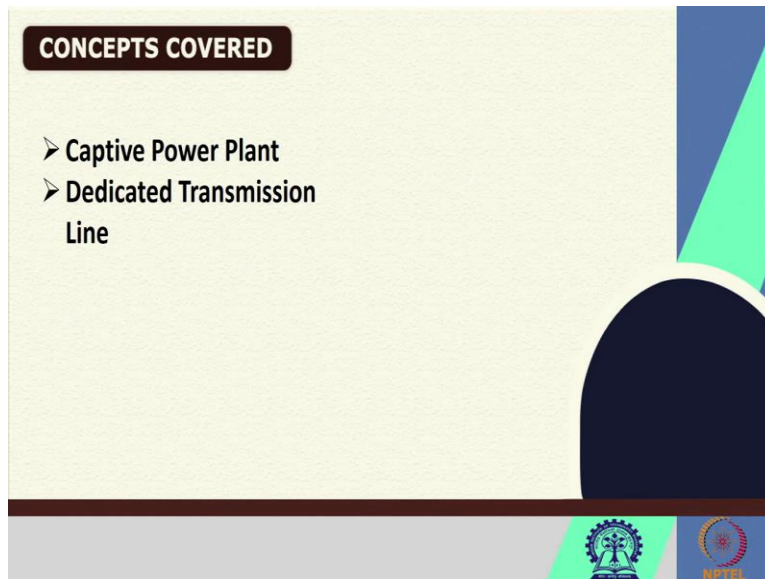 CONCEPTS COVERED
➢ Captive Power Plant
➢ Dedicated Transmission
Line
NPTEL